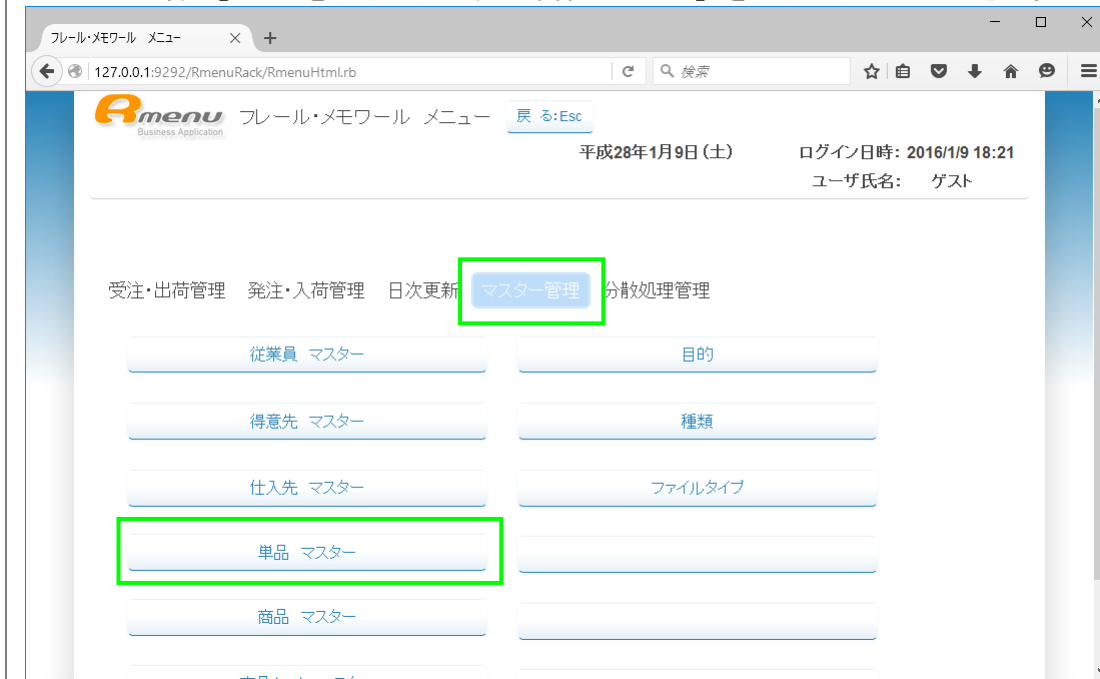 フレール・メモワール メニュー
127.0.0.1:9292/RmenuRack/RmenuHtml.rb
検索
Rmenu フレール・メモワール メニュー 戻 る:Esc
Business Application
平成28年1月9日(土) ログイン日時: 2016/1/9 18:21
ユーザ氏名: ゲスト
受注・出荷管理 発注・入荷管理 日次更新 マスター管理 分散処理管理
従業員 マスター 目的
得意先 マスター 種類
仕入先 マスター ファイルタイプ
単品 マスター
商品 マスター